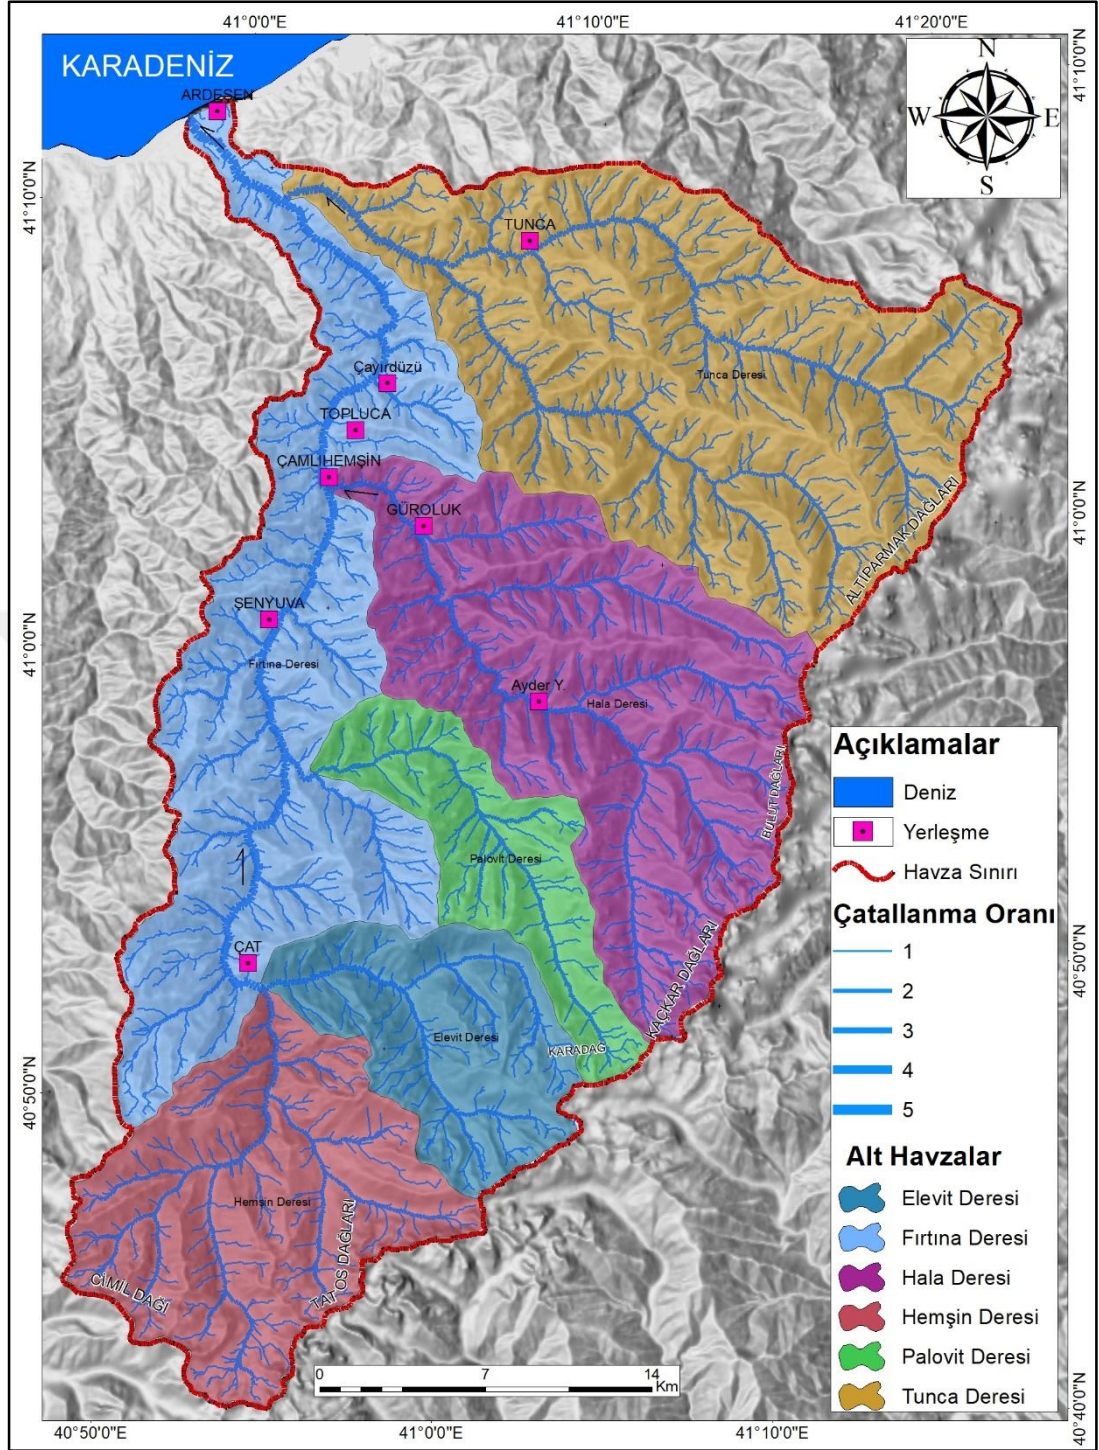 41°0'0"E
41°10'0"E
41°20'0"E
KARADENİZ
N
W
E
S
ARDEŞEN
41°10'0"N
41°10'0"N
TUNCA
Çayırdüzü
Tunca Deresi
TOPLUCA
ÇAMLIHEMŞİN
GÜROLUK
ALTIPARMAK DAĞLARI
41°0'0"N
41°0'0"N
ŞENYUVA
Fırtına Deresi
Ayder Y.
Hala Deresi
BULUT DAĞLARI
Palovit Deresi
ÇAT
KAÇKAR DAĞLARI
40°50'0"N
40°50'0"N
Elevit Deresi
KARADAĞ
Hemşin Deresi
TATOS DAĞLARI
CİMİL DAĞI
Açıklamalar
Deniz
Yerleşme
Havza Sınırı
Çatallanma Oranı
1
2
3
4
5
Alt Havzalar
Elevit Deresi
Fırtına Deresi
Hala Deresi
Hemşin Deresi
Palovit Deresi
Tunca Deresi
0 7 14
Km
40°40'0"N
40°50'0"E
41°0'0"E
41°10'0"E